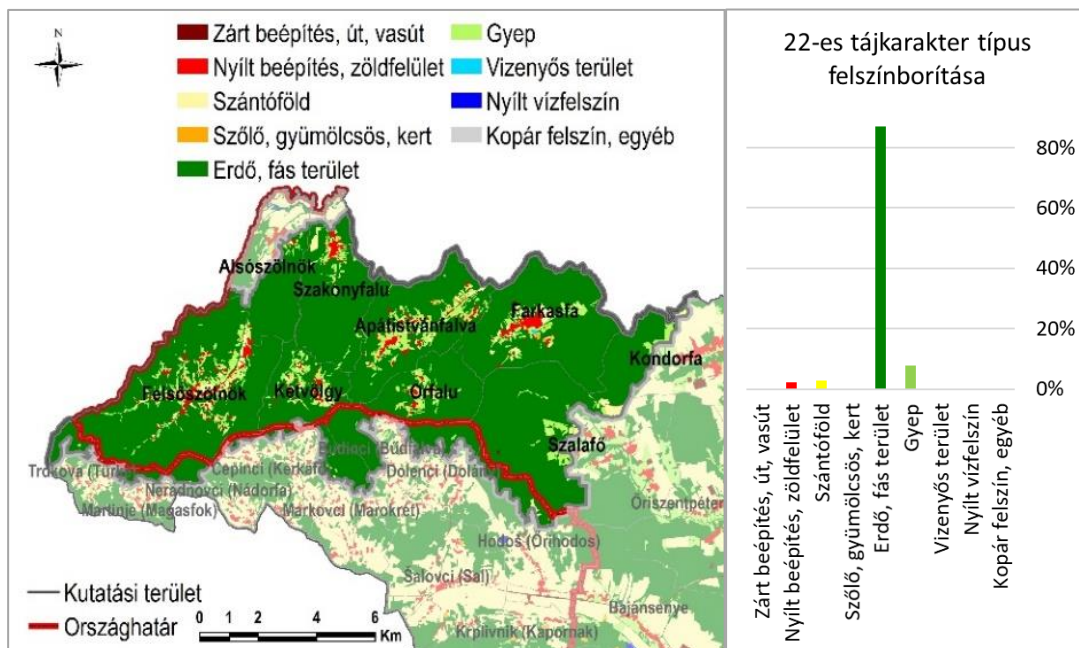 N
Zárt beépítés, út, vasút
Nyílt beépítés, zöldfelület
Szántóföld
Szőlő, gyümölcsös, kert
Erdő, fás terület
Gyep
Vizenyős terület
Nyílt vízfelszín
Kopár felszín, egyéb
Alsószölnök
Szakonyfalu
Apátistvánfalva
Farkasfa
Kondorfa
Felsőszölnök
Kétvölgy
Orfalu
Szalafő
Trdkova (Türke)
Čepinci (Kerkafő)
Budinci (Búdfalva)
Dolenci (Dolány)
Neradnovci (Nádorfa)
Martinje (Magasfok)
Markovci (Marokrét)
Őriszentpéter
Hodoš (Őrihodos)
Šalovci (Sal)
Bajánsenye
Krplivnik (Kapornak)
Kutatási terület
Országhatár
0 1 2 4 6
Km
22-es tájkarakter típus
felszínborítása
80%
60%
40%
20%
0%
Zárt beépítés, út, vasút
Nyílt beépítés, zöldfelület
Szántóföld
Szőlő, gyümölcsös, kert
Erdő, fás terület
Gyep
Vizenyős terület
Nyílt vízfelszín
Kopár felszín, egyéb